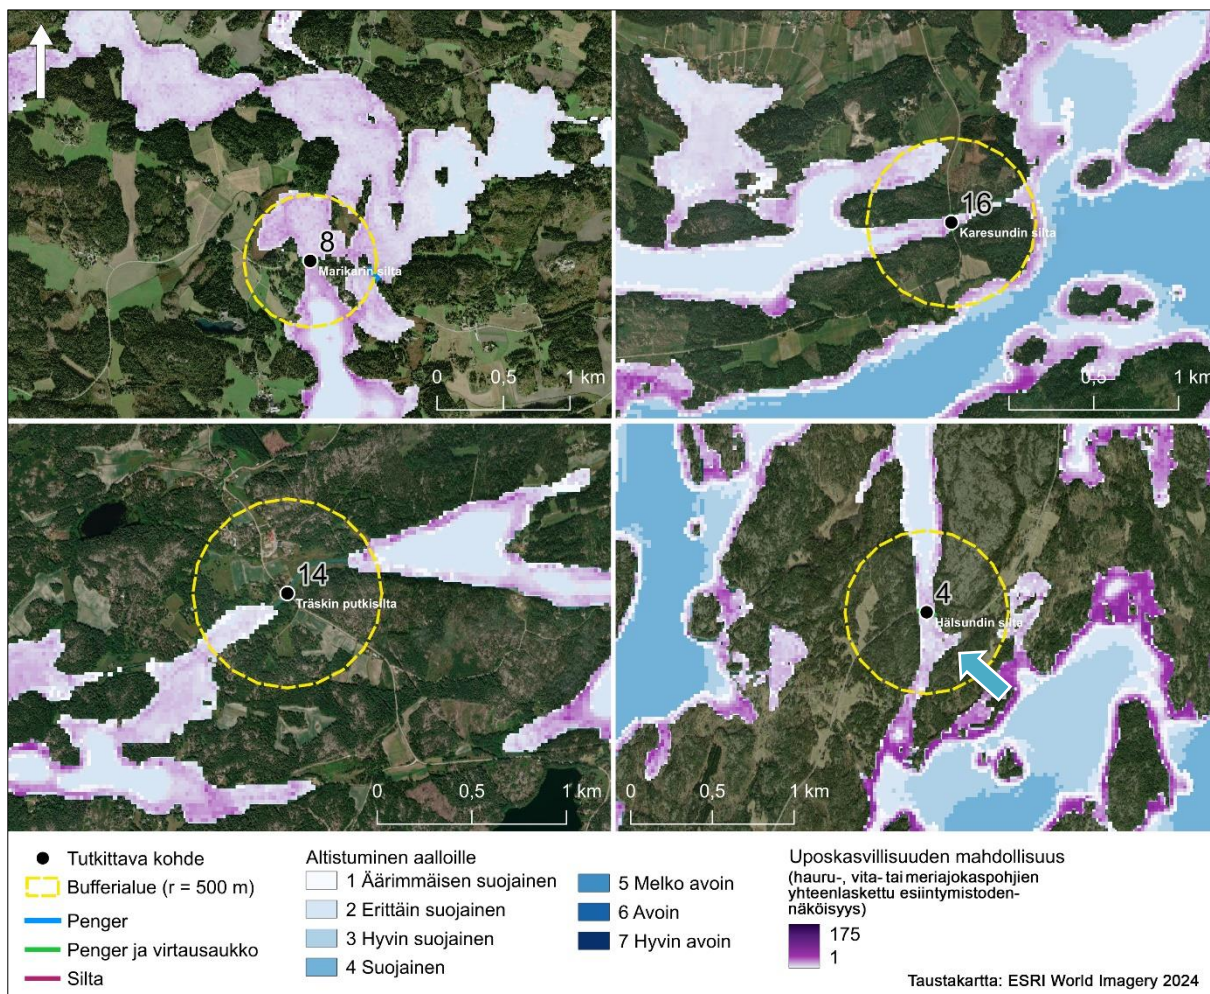 8
Marikarin silta
0 0,5 1 km
16
Karesundin silta
0 0,5 1 km
14
Träskin putkisilta
0 0,5 1 km
4
Hälsundin silta
0 0,5 1 km
Tutkittava kohde
Bufferialue (r = 500 m)
Penger
Penger ja virtausaukko
Silta
Altistuminen aalloille
1 Äärimmäisen suojainen
2 Erittäin suojainen
3 Hyvin suojainen
4 Suojainen
5 Melko avoin
6 Avoin
7 Hyvin avoin
Uposkasvillisuuden mahdollisuus
(hauru-, vita- tai meriajokaspohjien
yhteenlaskettu esiintymistoden-
näköisyys)
175
1
Taustakartta: ESRI World Imagery 2024